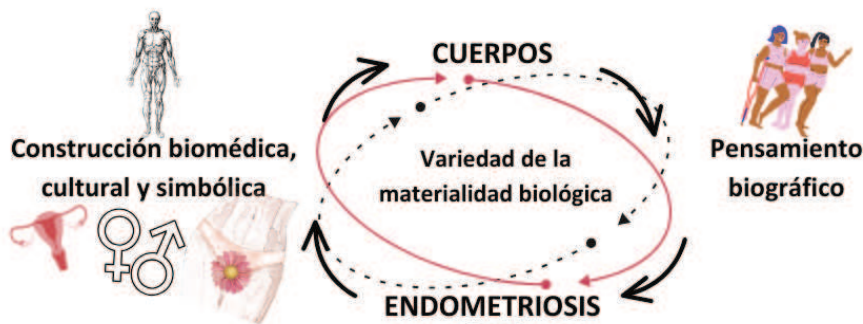 CUERPOS
Construcción biomédica,
cultural y simbólica
Variedad de la
materialidad biológica
Pensamiento
biográfico
ENDOMETRIOSIS